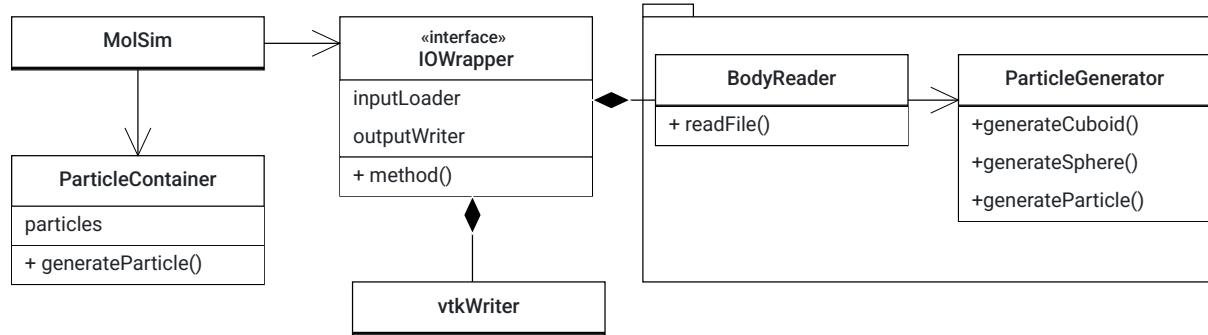 MolSim
«interface»
IOWrapper
inputLoader
outputWriter
+ method()
BodyReader
+ readFile()
ParticleGenerator
+generateCuboid()
+generateSphere()
+generateParticle()
ParticleContainer
particles
+ generateParticle()
vtkWriter